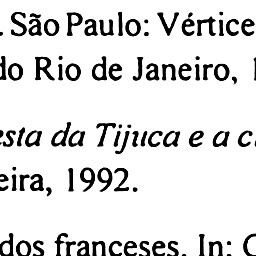 . São Paulo: Vértice
do Rio de Janeiro,
esta da Tijuca e a
eira, 1992.
dos franceses. In: